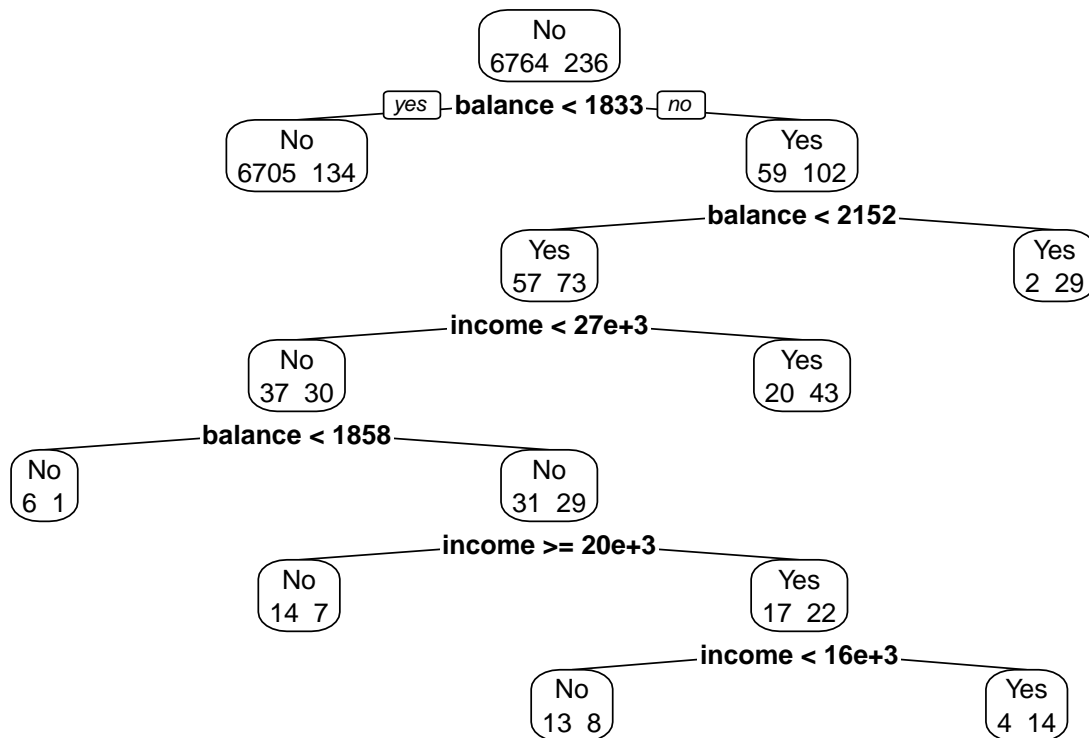 No
6764 236
yes balance < 1833 no
No
6705 134
Yes
59 102
balance < 2152
Yes
57 73
Yes
2 29
income < 27e+3
No
37 30
Yes
20 43
balance < 1858
No
6 1
No
31 29
income >= 20e+3
No
14 7
Yes
17 22
income < 16e+3
No
13 8
Yes
4 14